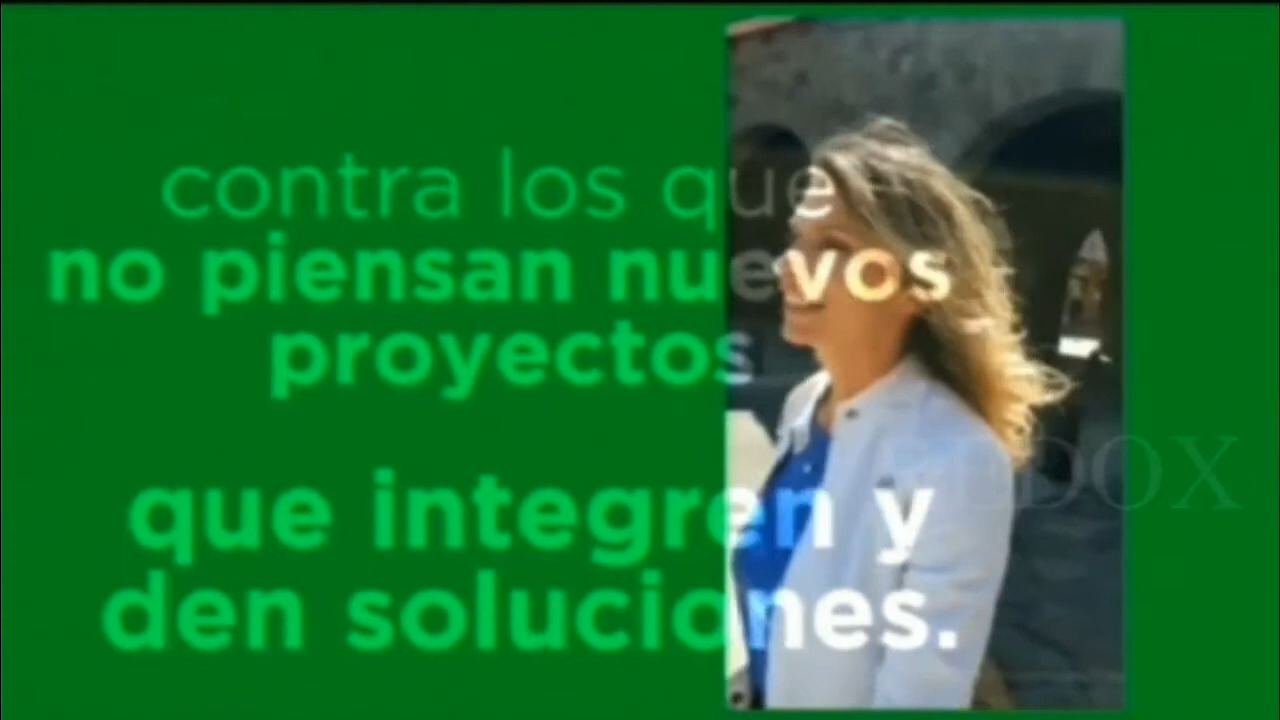 contra los que
no piensan nuevos
proyectos
que integren y
den soluciones.